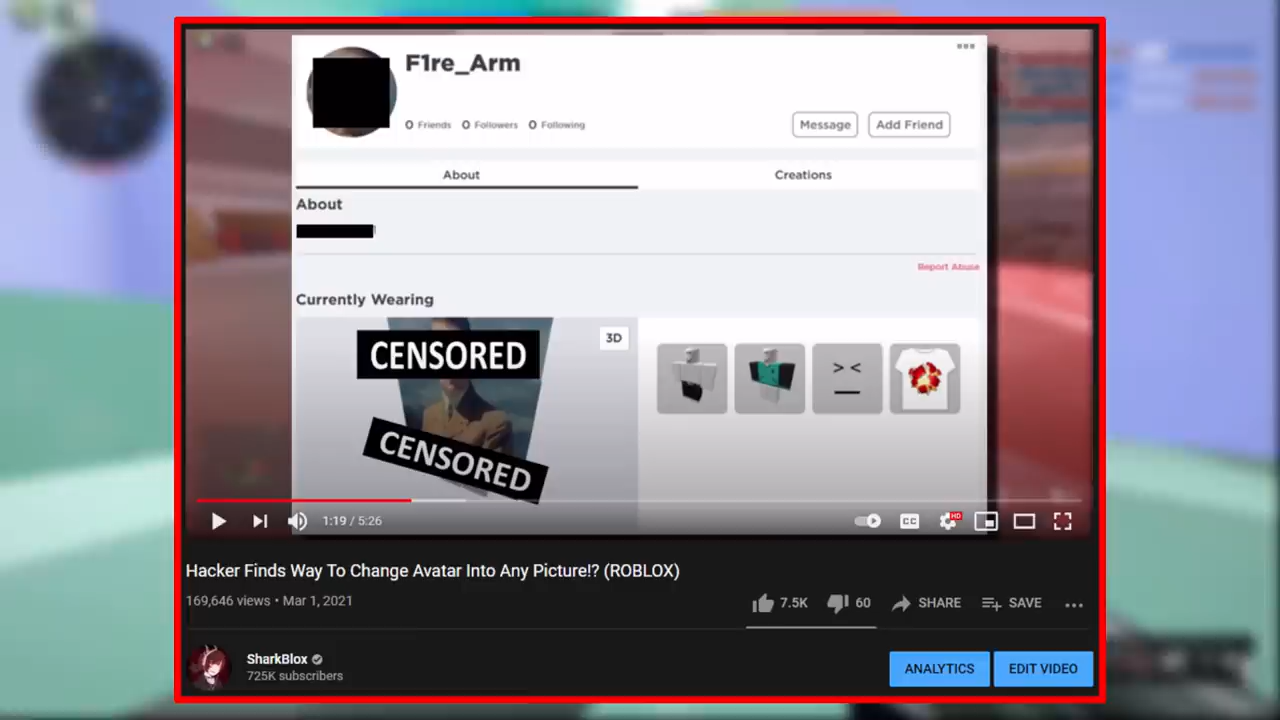 F1re_Arm
0 Friends 0 Followers 0 Following
Message Add Friend
About Creations
About
Report Abuse
Currently Wearing
CENSORED
3D
CENSORED
> <
1:19 / 5:26
CC
HD
Hacker Finds Way To Change Avatar Into Any Picture!? (ROBLOX)
169,646 views • Mar 1, 2021
7.5K 60 SHARE SAVE
SharkBlox
725K subscribers
ANALYTICS EDIT VIDEO